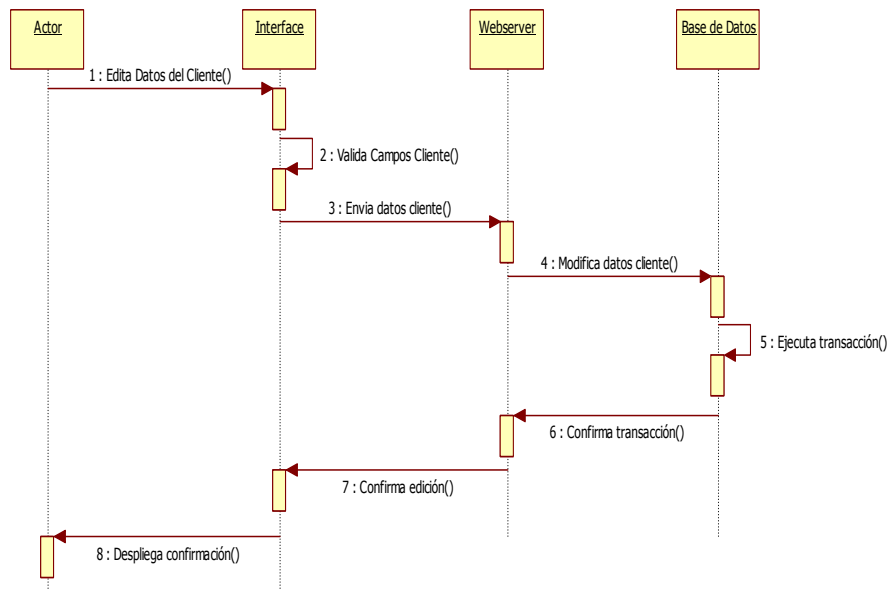 Actor
Interface
Webserver
Base de Datos
1 : Edita Datos del Cliente()
2 : Valida Campos Cliente()
3 : Envia datos cliente()
4 : Modifica datos cliente()
5 : Ejecuta transacción()
6 : Confirma transacción()
7 : Confirma edición()
8 : Despliega confirmación()